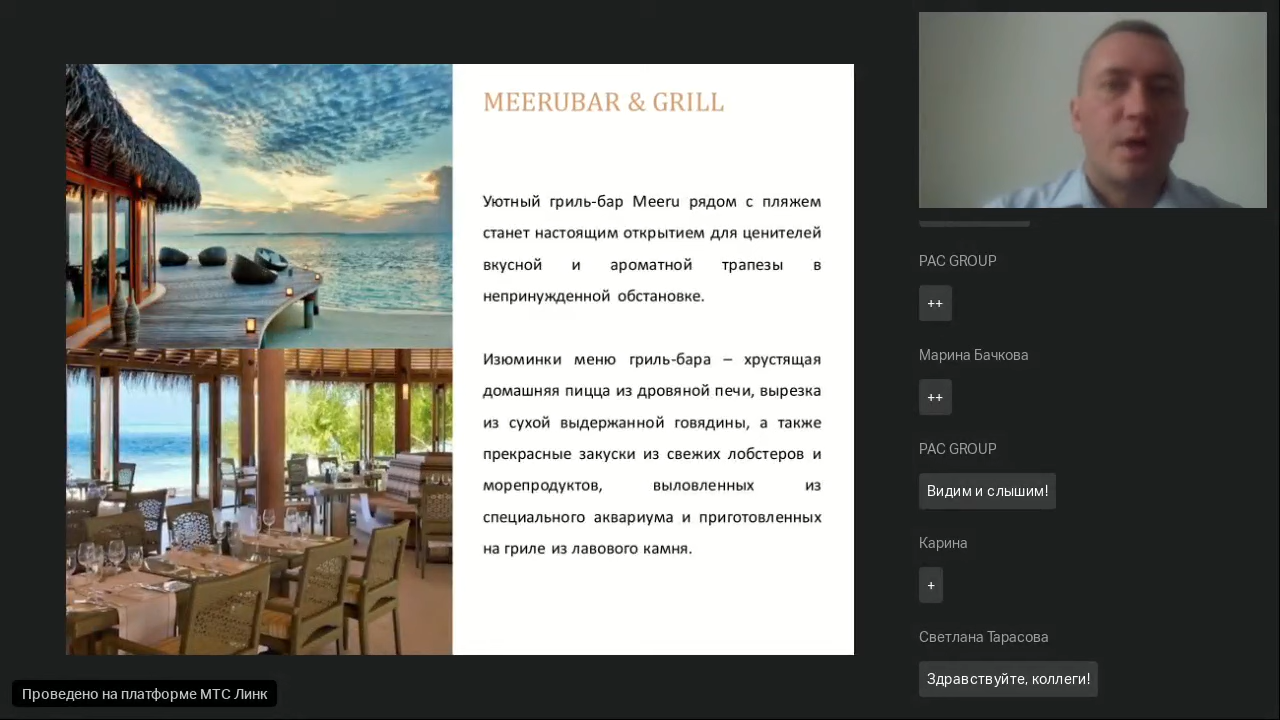 MEERUBAR & GRILL
Уютный гриль-бар Meeru рядом с пляжем
станет настоящим открытием для ценителей
вкусной и ароматной трапезы в
непринужденной обстановке.
Изюминки меню гриль-бара – хрустящая
домашняя пицца из дровяной печи, вырезка
из сухой выдержанной говядины, а также
прекрасные закуски из свежих лобстеров и
морепродуктов, выловленных из
специального аквариума и приготовленных
на гриле из лавового камня.
PAC GROUP
++
Марина Бачкова
++
PAC GROUP
Видим и слышим!
Карина
+
Светлана Тарасова
Здравствуйте, коллеги!
Проведено на платформе МТС Линк